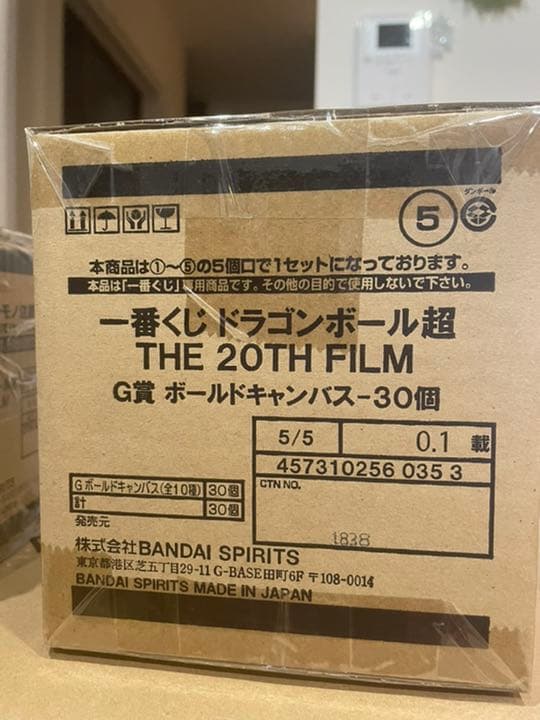 ダンボール
5
本商品は①~⑤の5個口で1セットになっております。
本品は「一番くじ」専用商品です。その他の目的で使用しないで下さい。
一番くじ ドラゴンボール超
THE 20TH FILM
G賞 ボールドキャンバス-30個
5/5 0.1 載
457310256 035 3
CTN NO.
G ボールドキャンバス(全10種) 30個
計 30個
発売元
1838
株式会社BANDAI SPIRITS
東京都港区芝五丁目29-11 G-BASE田町6F 〒108-0014
BANDAI SPIRITS MADE IN JAPAN